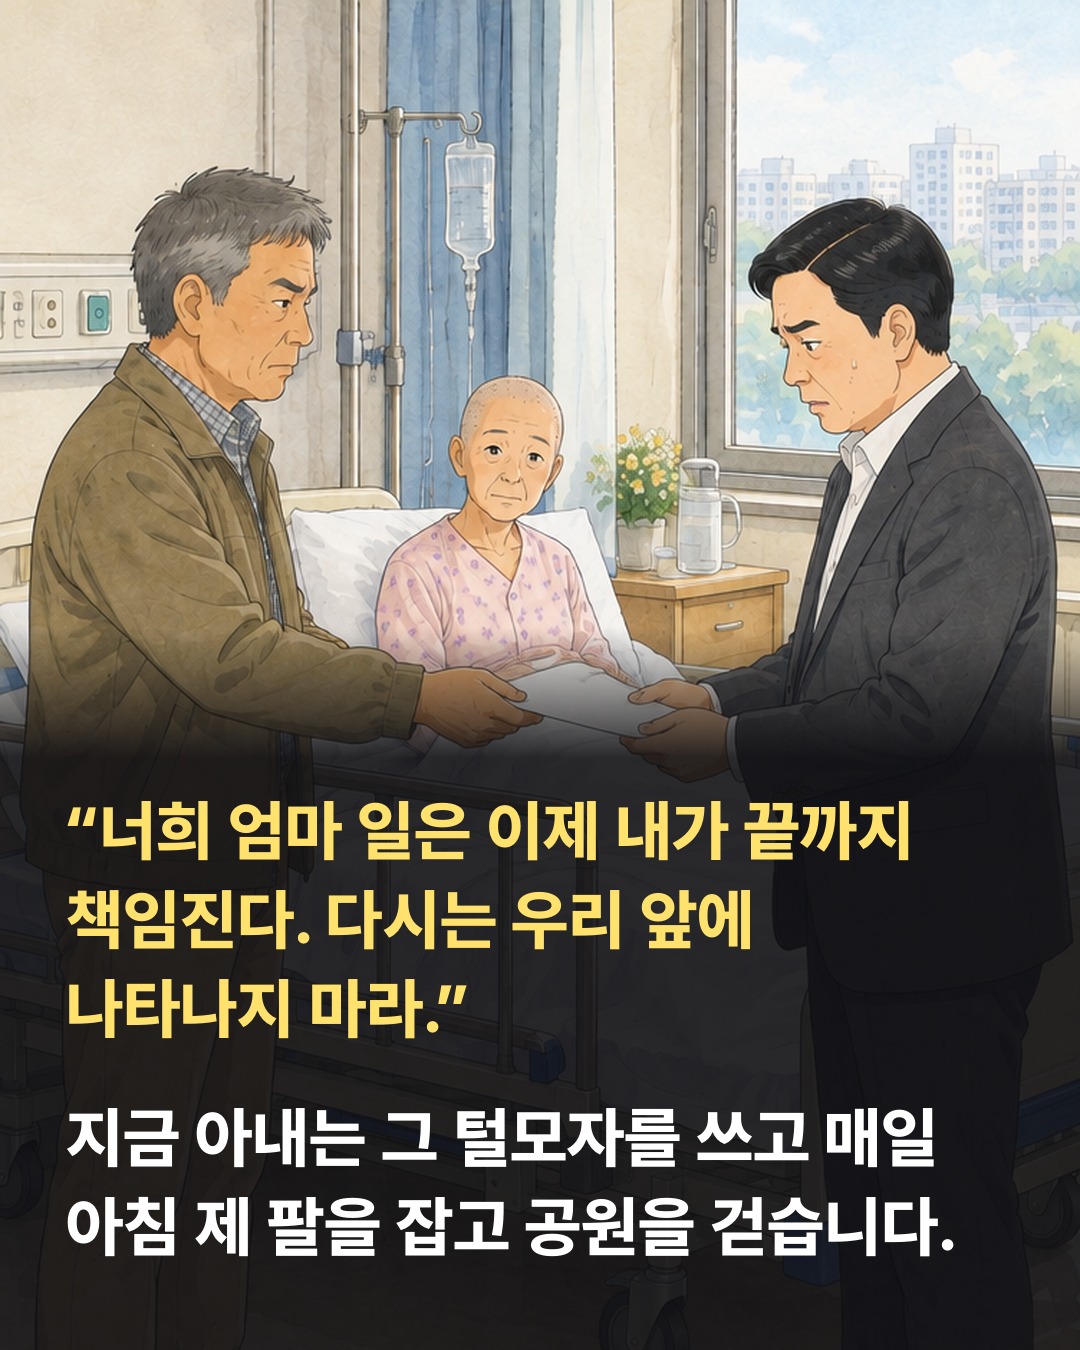 “너희 엄마 일은 이제 내가 끝까지
책임진다. 다시는 우리 앞에
나타나지 마라.”
지금 아내는 그 털모자를 쓰고 매일
아침 제 팔을 잡고 공원을 걷습니다.